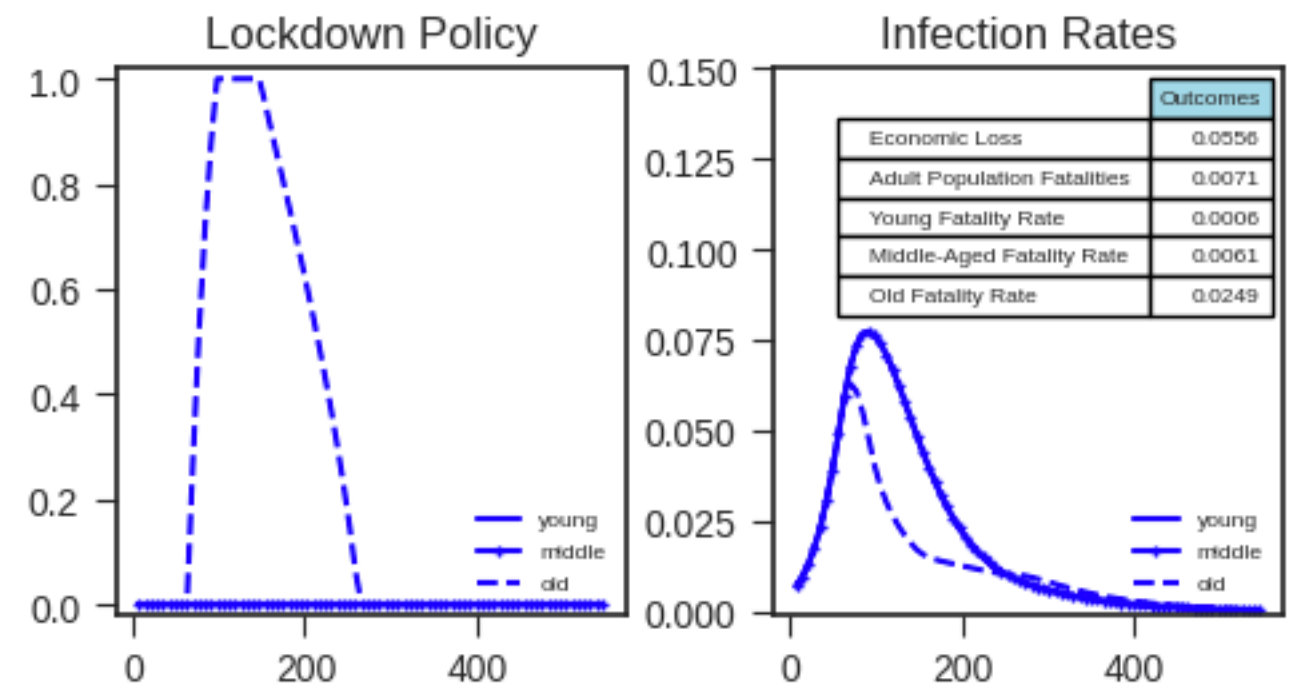 Lockdown Policy
1.0
0.8
0.6
0.4
0.2
0.0
0 200 400
young
middle
old
Infection Rates
0.150
0.125
0.100
0.075
0.050
0.025
0.000
0 200 400
Outcomes
Economic Loss 0.0556
Adult Population Fatalities 0.0071
Young Fatality Rate 0.0006
Middle-Aged Fatality Rate 0.0061
Old Fatality Rate 0.0249
young
middle
old